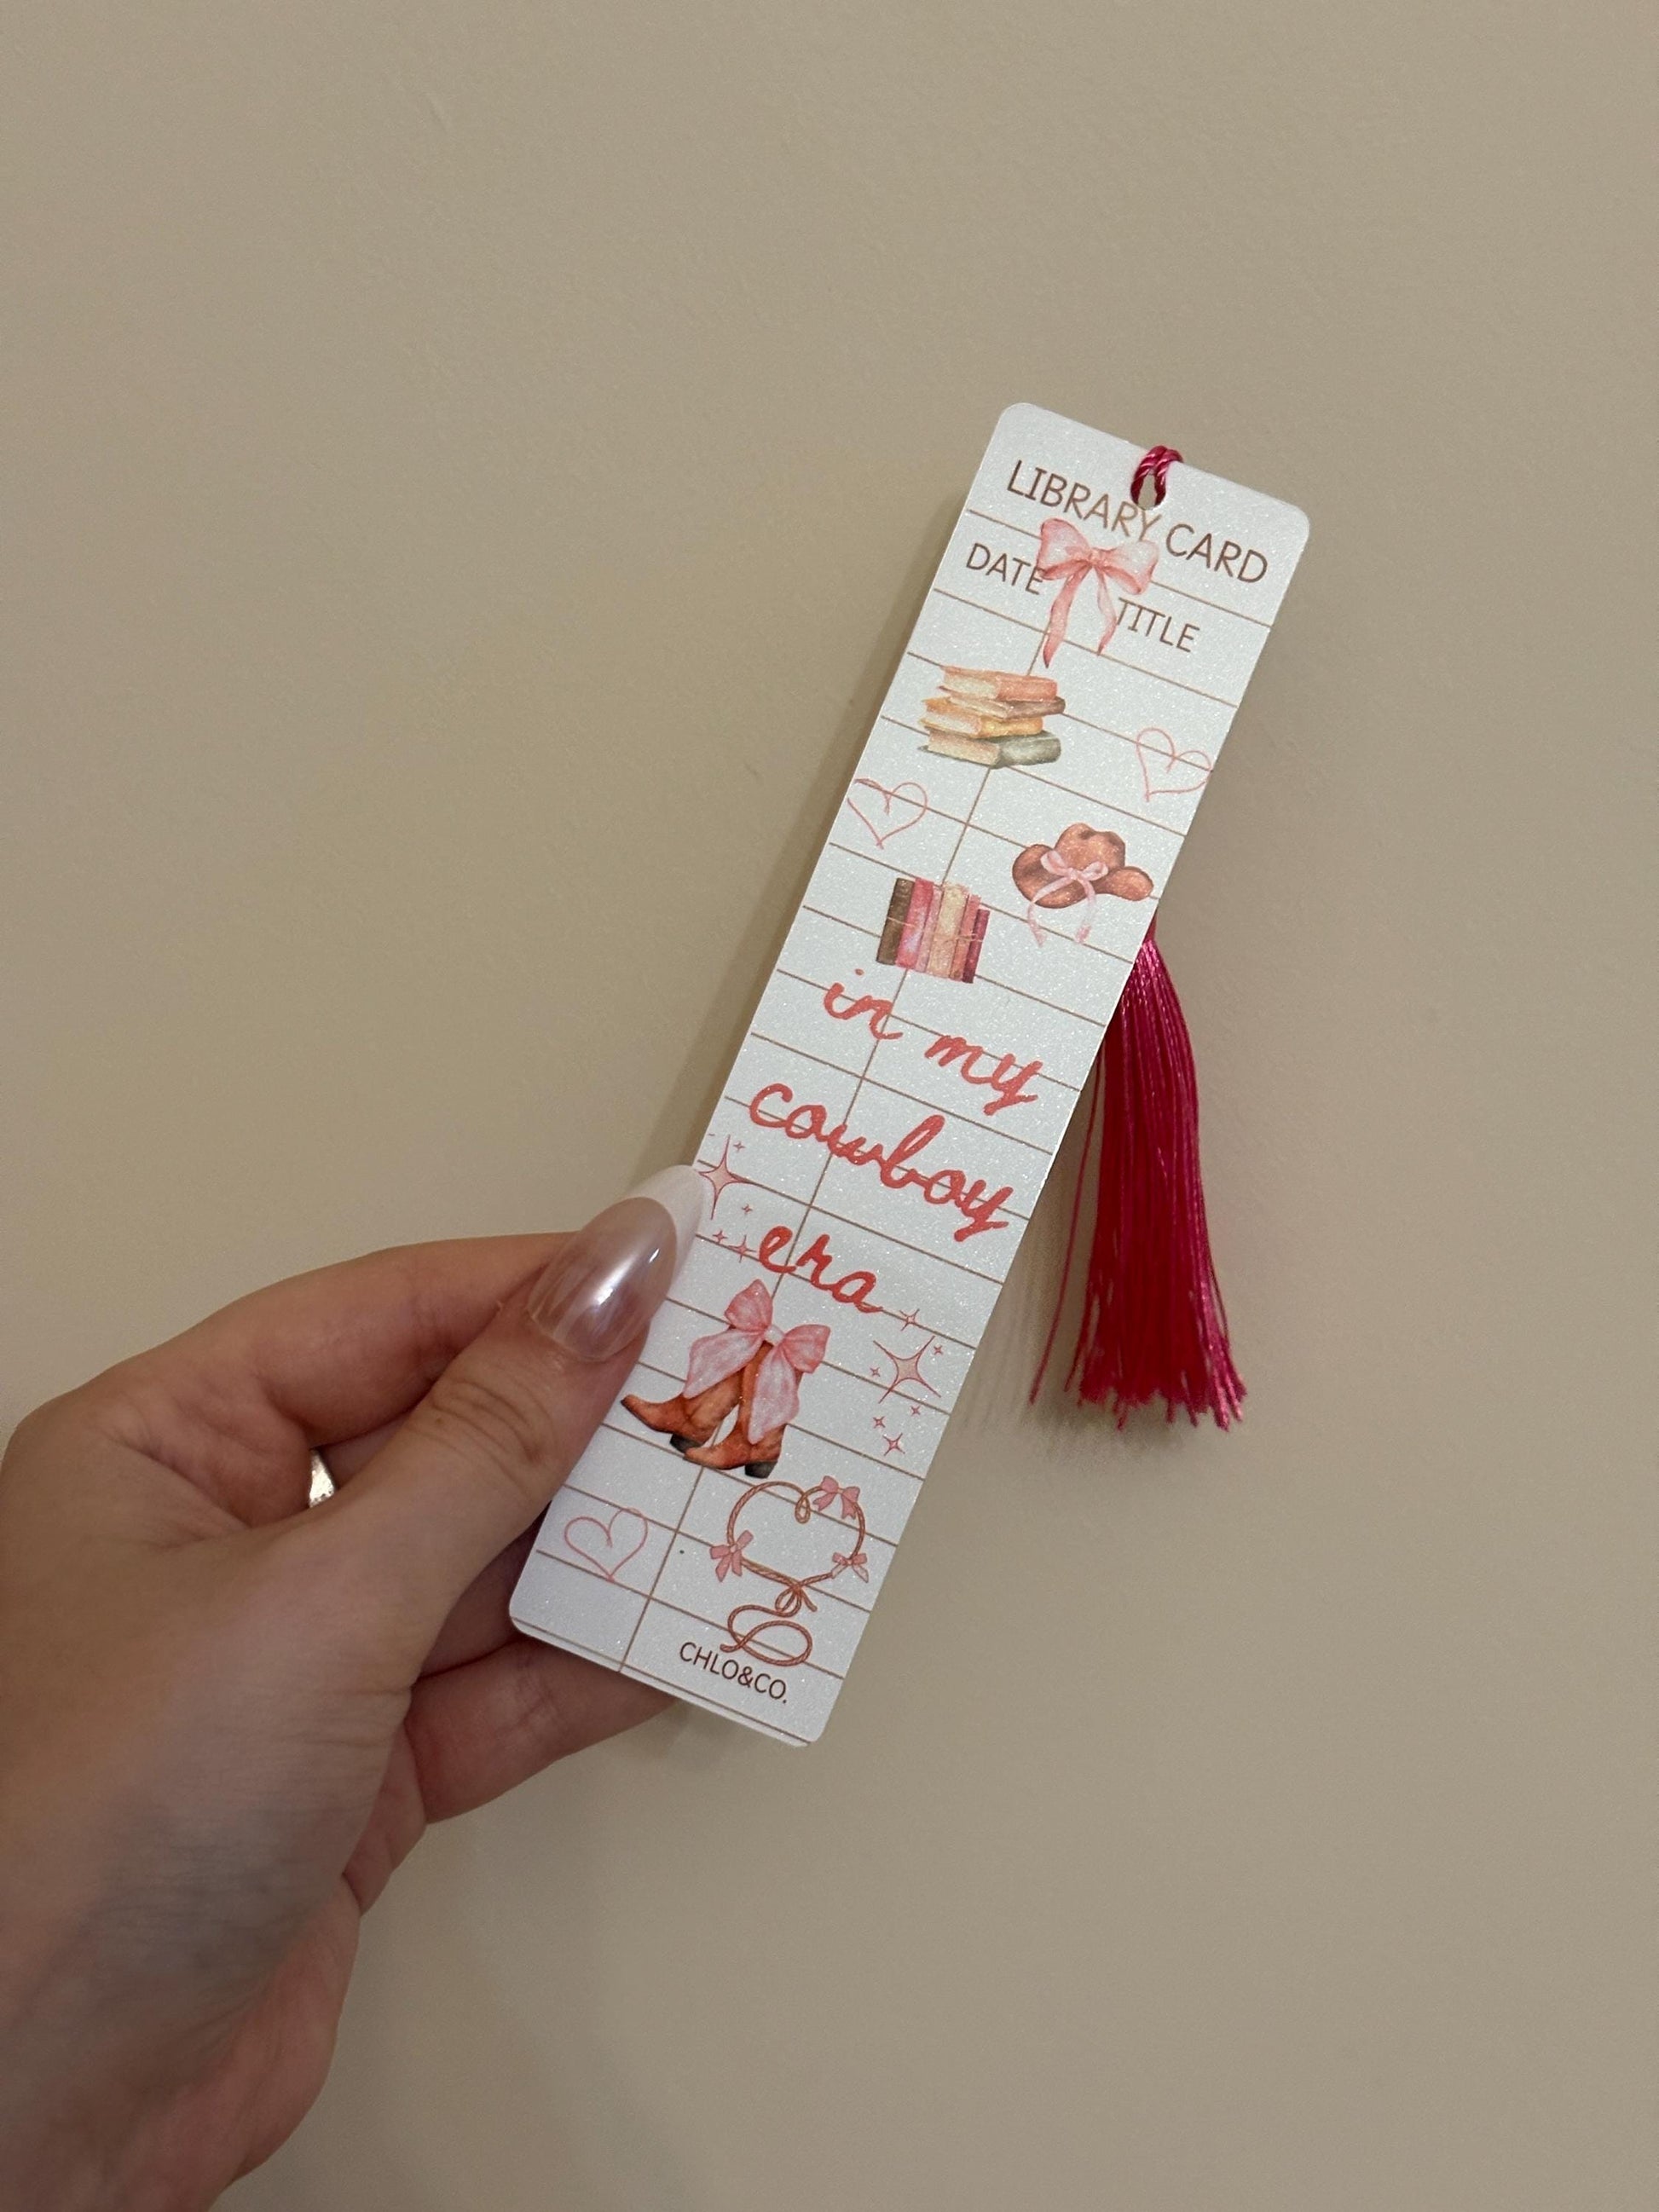 LIBRARY CARD
DATE TITLE
in my
cowboy
era
CHLO&CO.